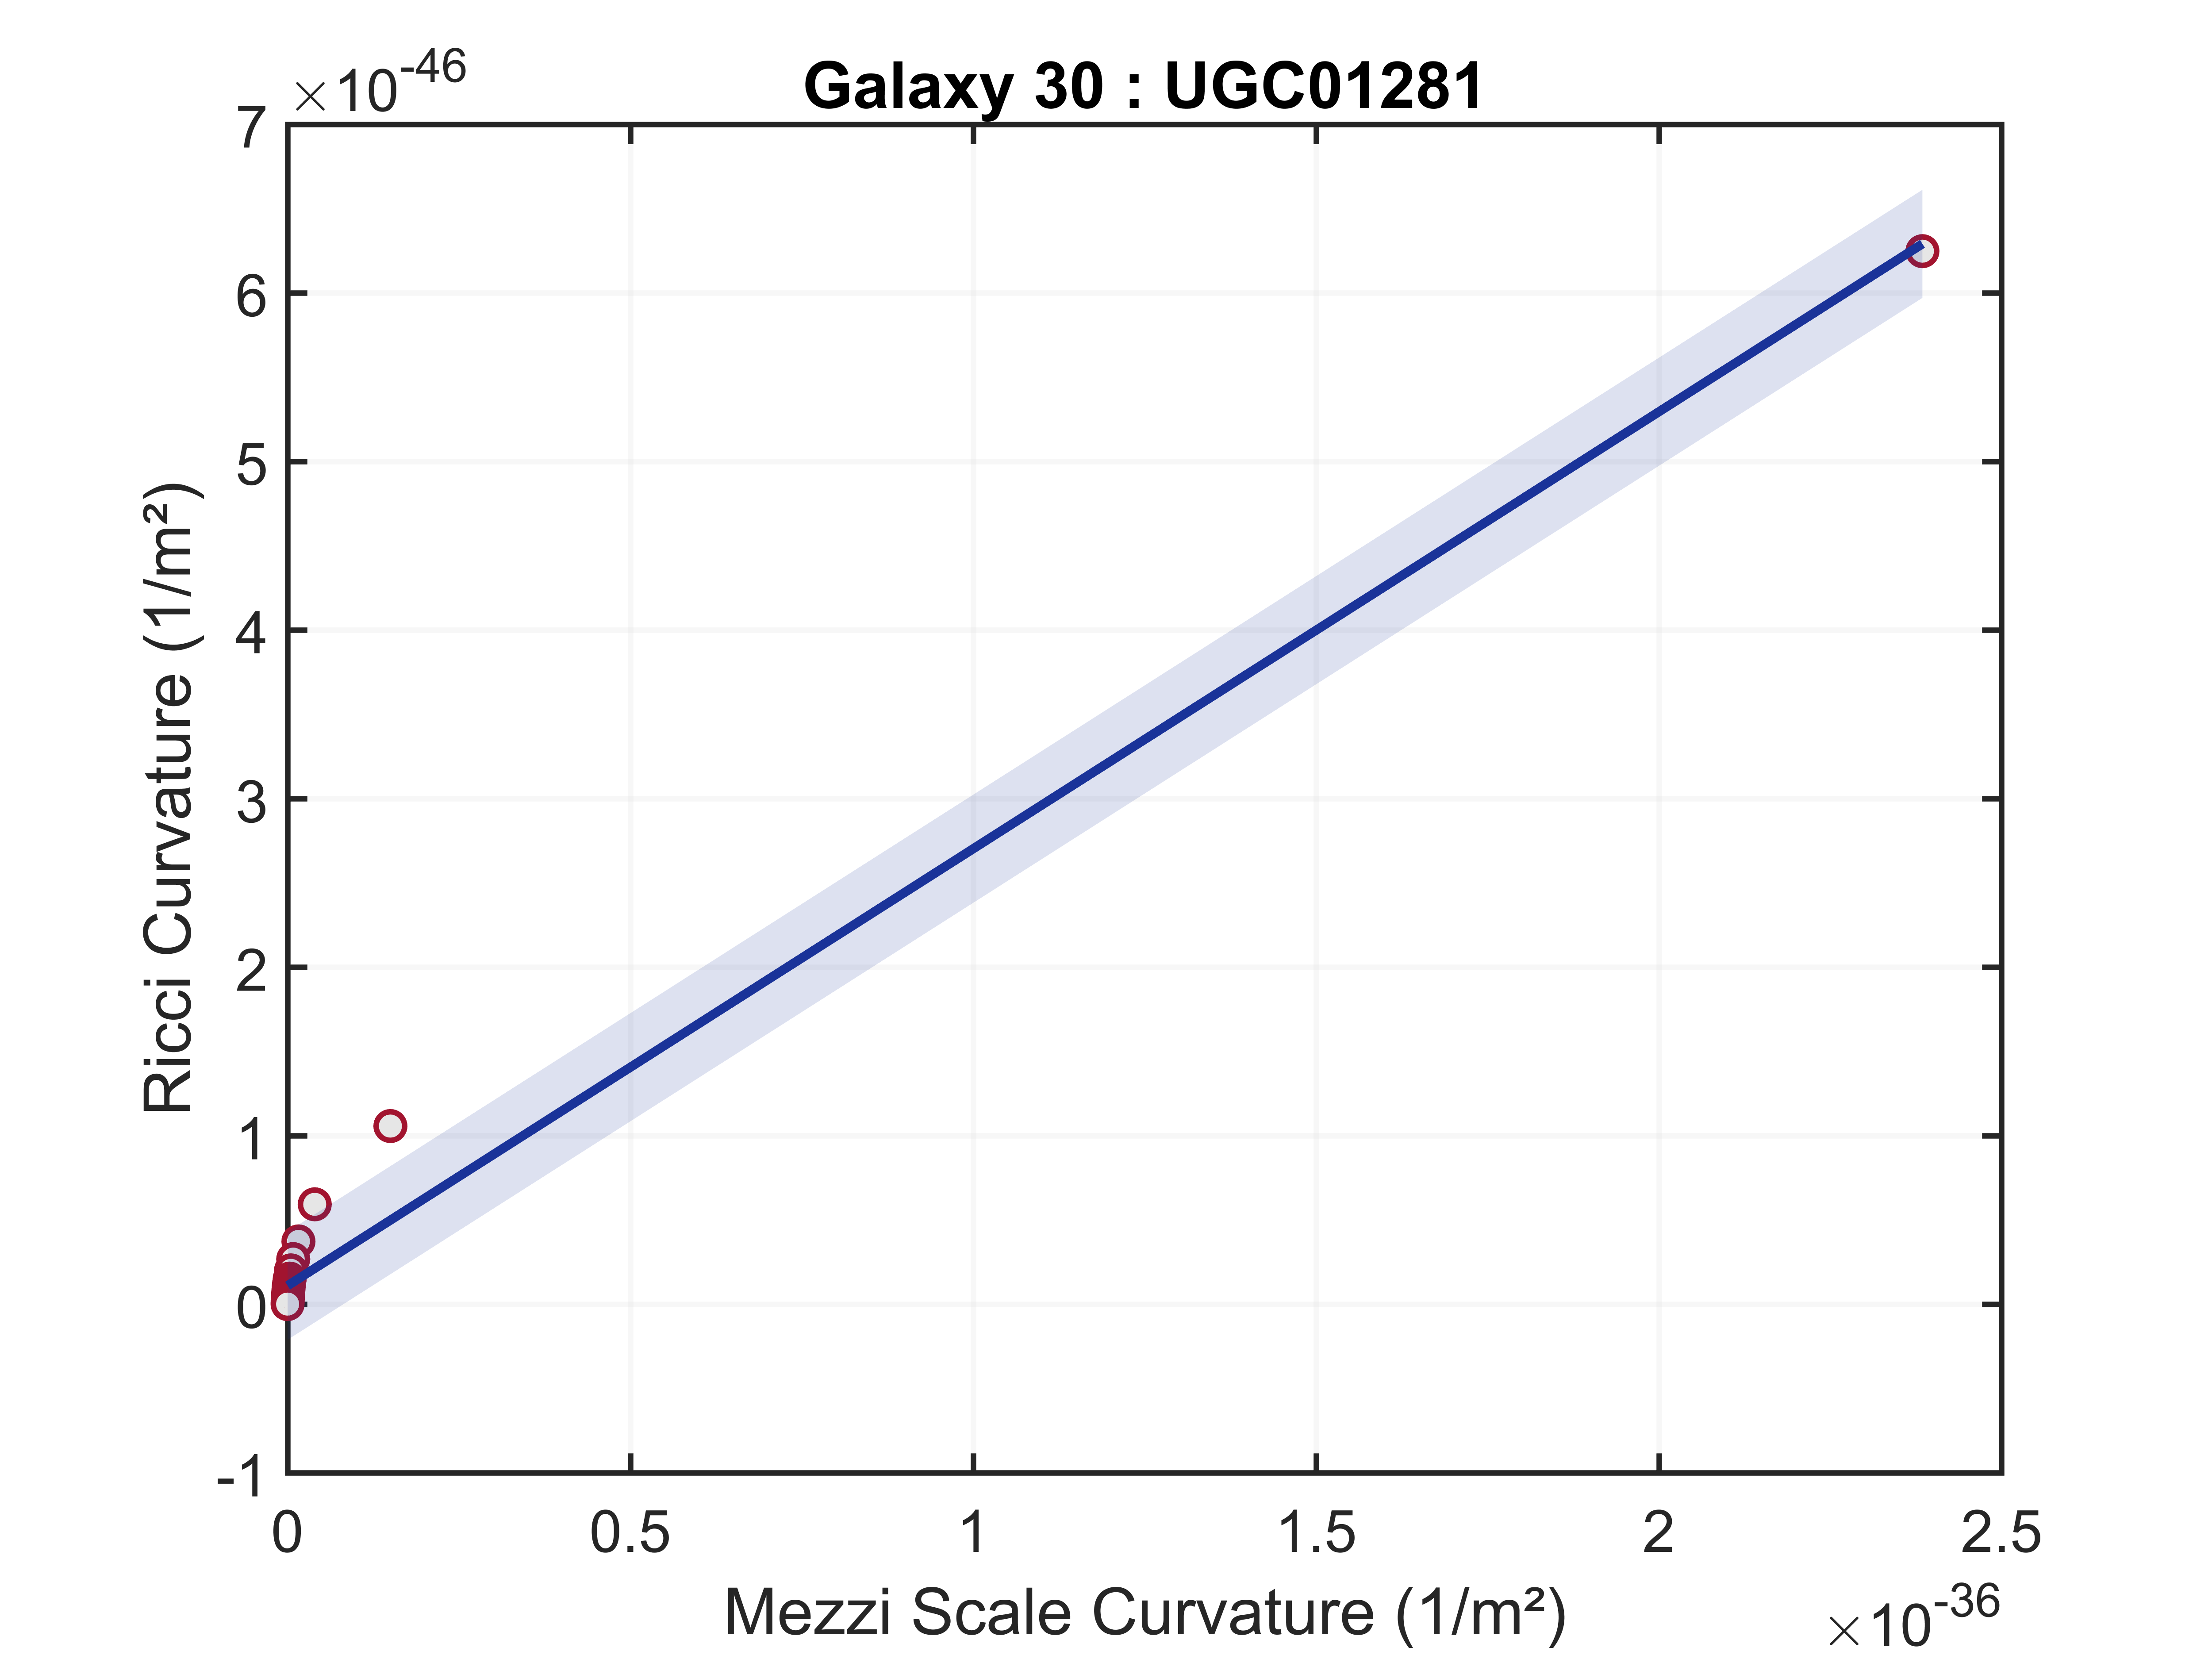 ×10-46
Galaxy 30 : UGC01281
7
6
5
4
3
2
1
0
-1
Ricci Curvature (1/m²)
0 0.5 1 1.5 2 2.5
Mezzi Scale Curvature (1/m²)
×10-36